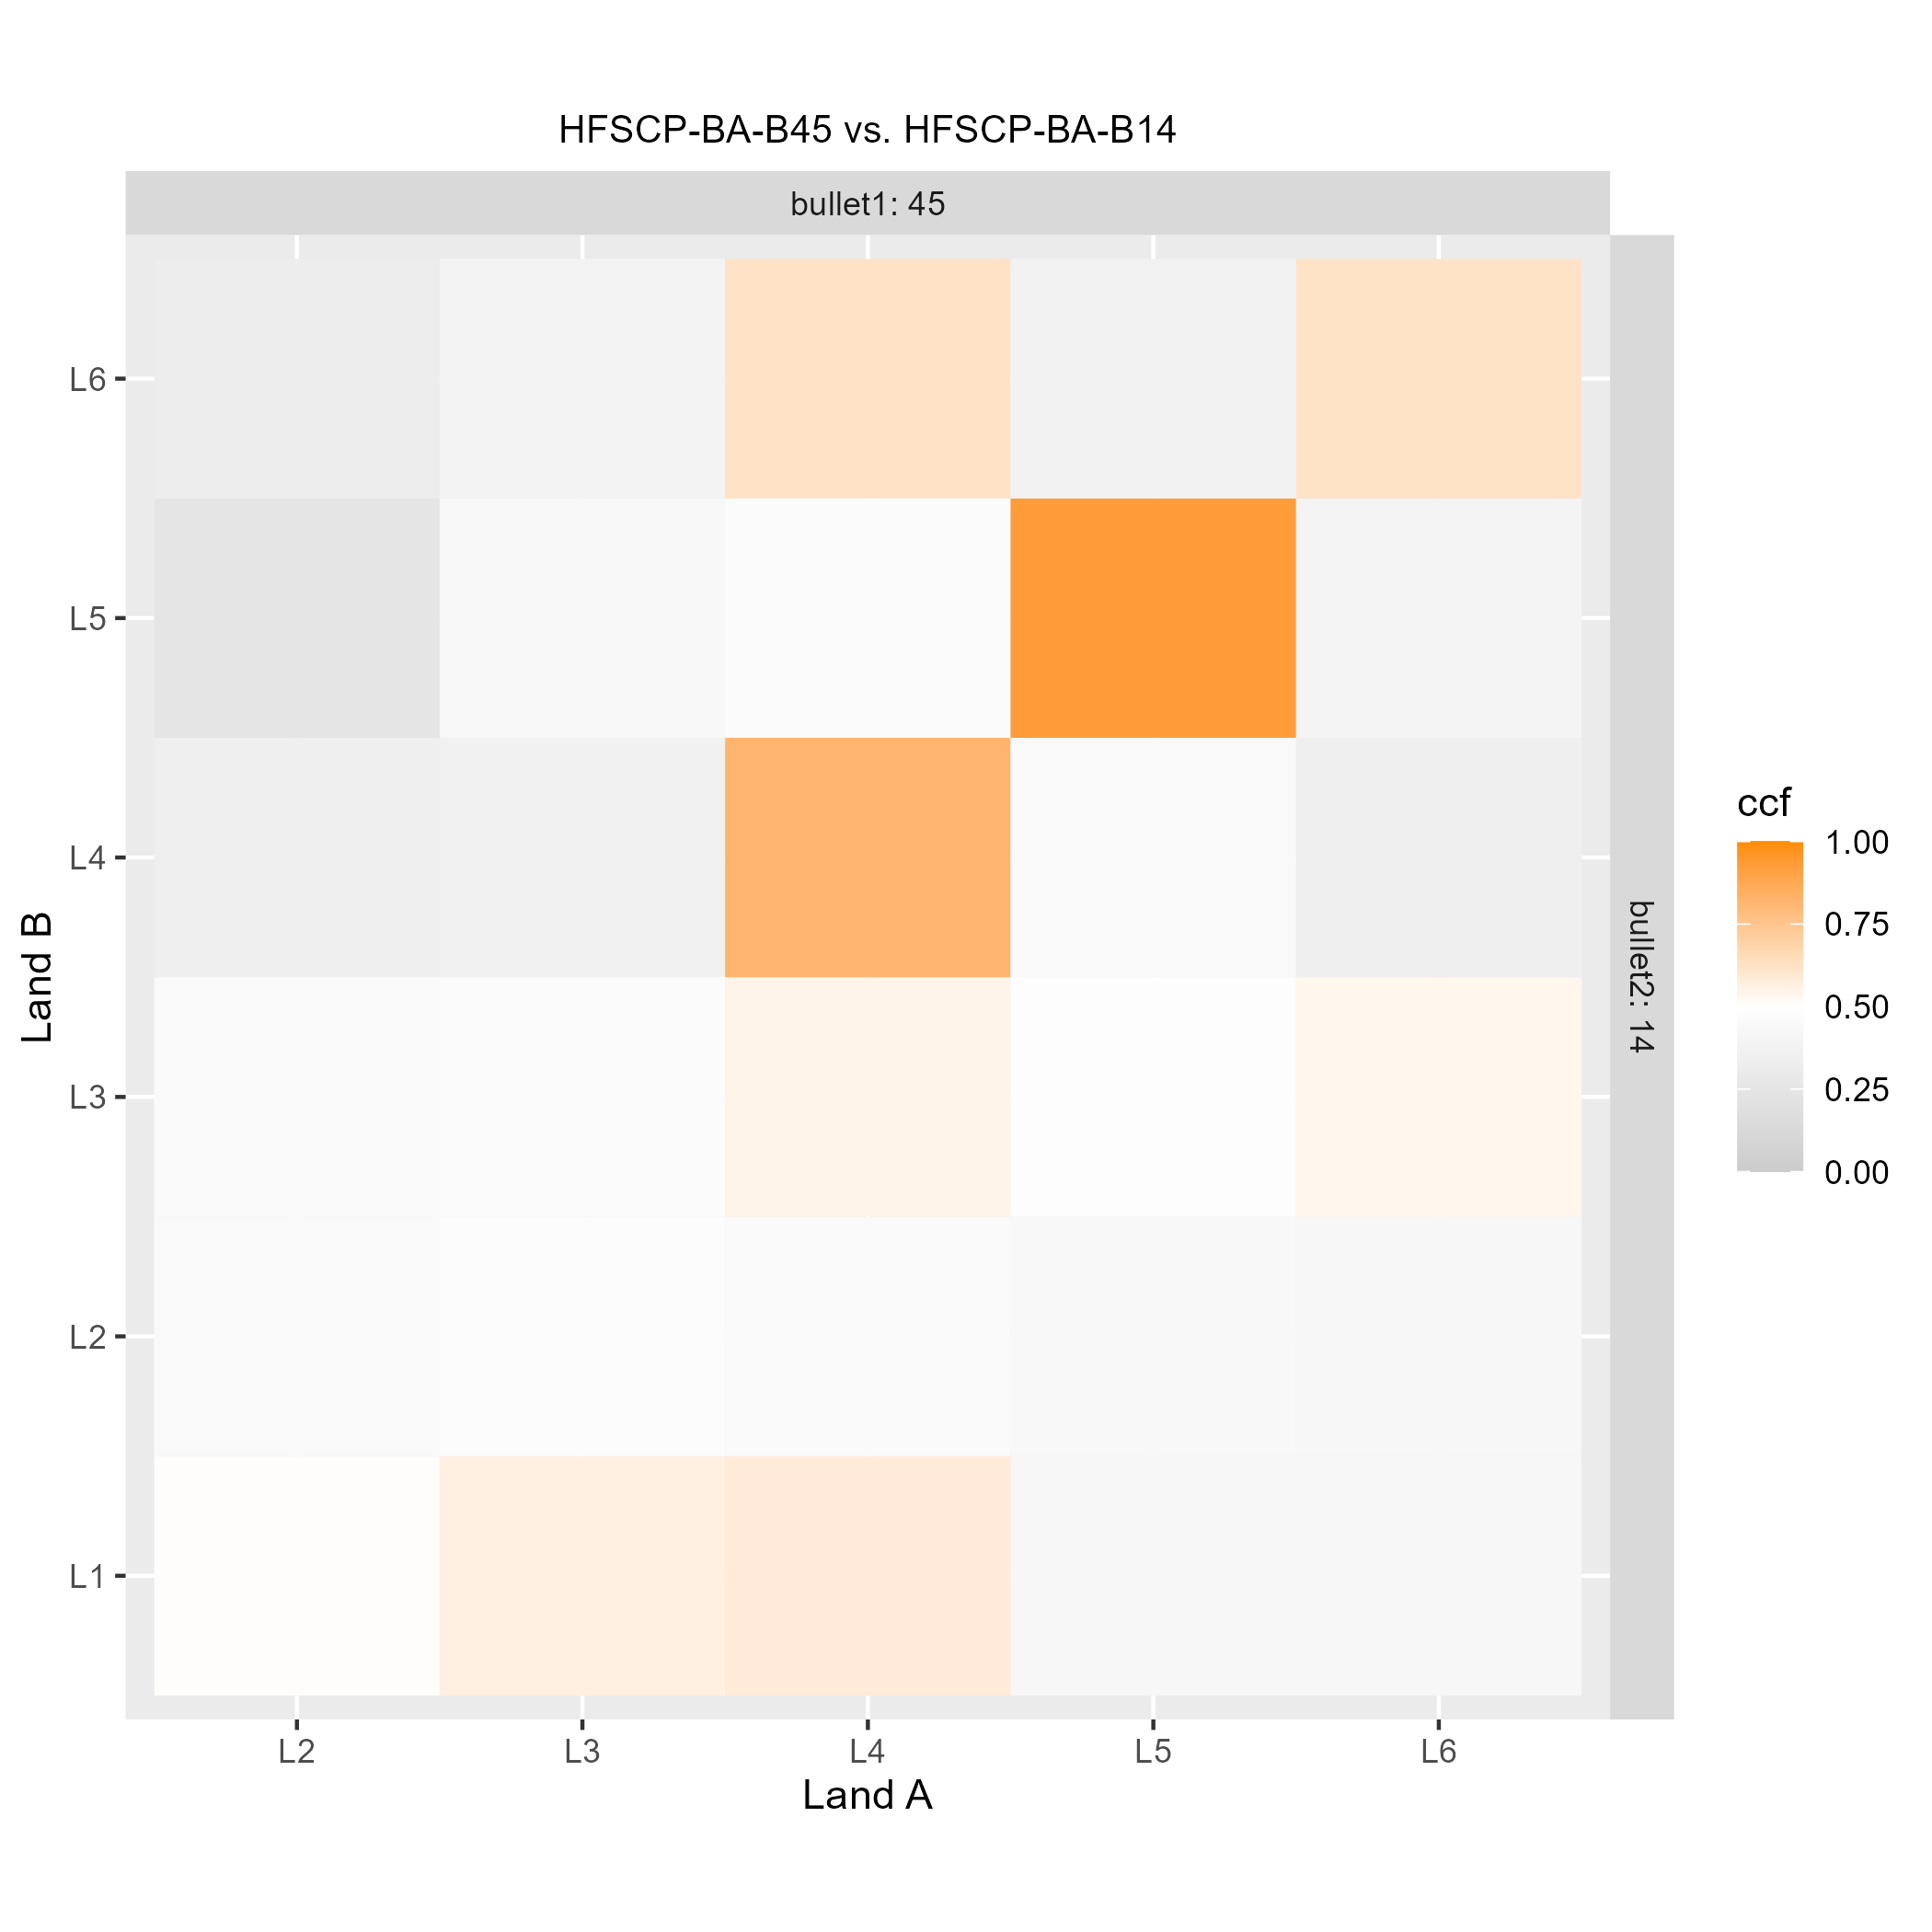 HFSCP-BA-B45 vs. HFSCP-BA-B14
bullet1: 45
L6
L5
L4
L3
L2
L1
Land B
bullet2: 14
L2 L3 L4 L5 L6
Land A
ccf
1.00
0.75
0.50
0.25
0.00